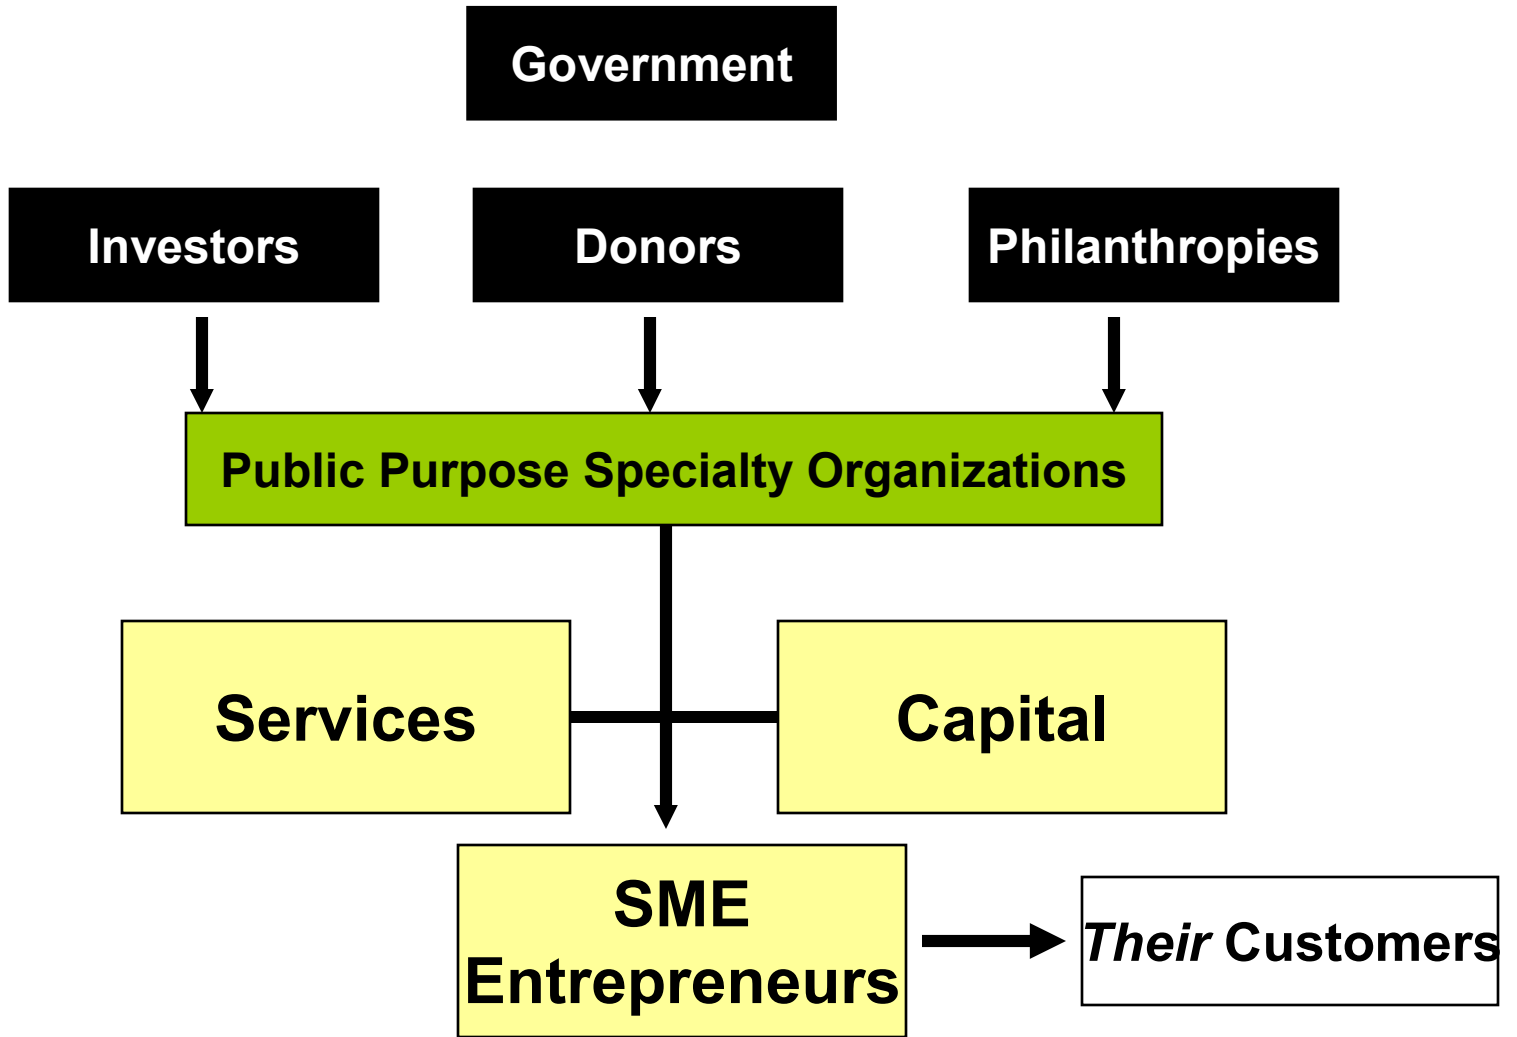 Government
Investors
Donors
Philanthropies
Public Purpose Specialty Organizations
Services
Capital
SME
Entrepreneurs
Their Customers